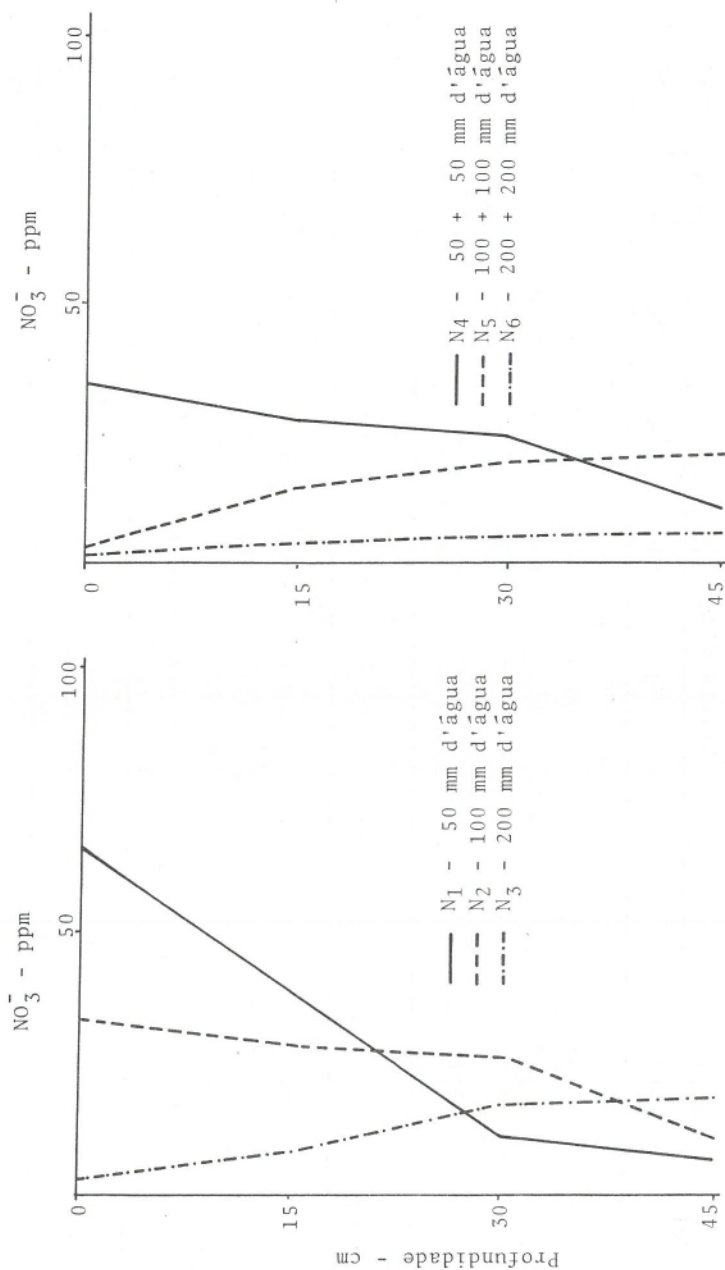 NO₃⁻ - ppm
50
100
0
15
30
45
Profundidade - cm
N₁ - 50 mm d'água
N₂ - 100 mm d'água
N₃ - 200 mm d'água
NO₃⁻ - ppm
50
100
0
15
30
45
N₄ - 50 + 50 mm d'água
N₅ - 100 + 100 mm d'água
N₆ - 200 + 200 mm d'água